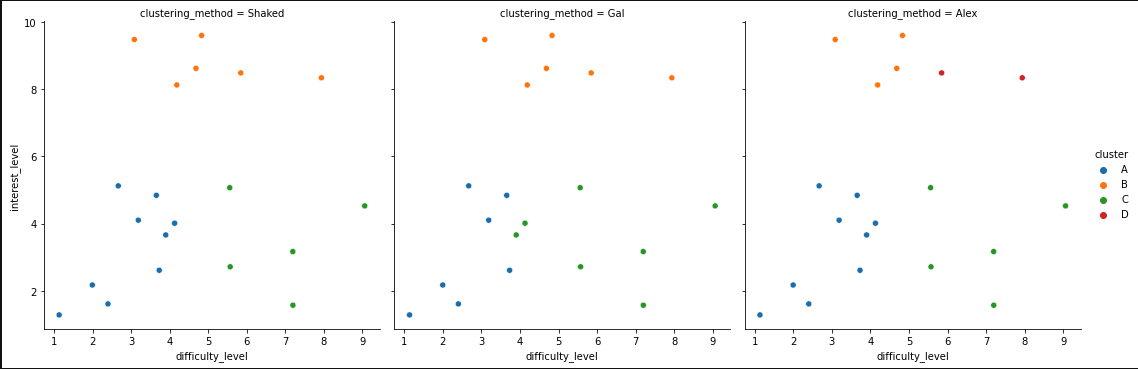 clustering_method = Shaked
clustering_method = Gal
clustering_method = Alex
interest_level
10
8
6
4
2
1 2 3 4 5 6 7 8 9
difficulty_level
1 2 3 4 5 6 7 8 9
difficulty_level
1 2 3 4 5 6 7 8 9
difficulty_level
cluster
A
B
C
D